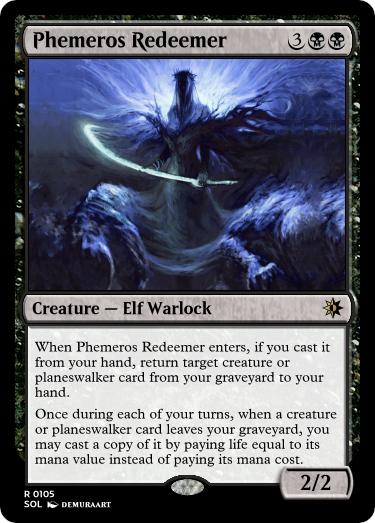 Phemeros Redeemer 3
Creature — Elf Warlock
When Phemeros Redeemer enters, if you cast it
from your hand, return target creature or
planeswalker card from your graveyard to your
hand.
Once during each of your turns, when a creature
or planeswalker card leaves your graveyard, you
may cast a copy of it by paying life equal to its
mana value instead of paying its mana cost.
2/2
R 0105
SOL DEMURAART